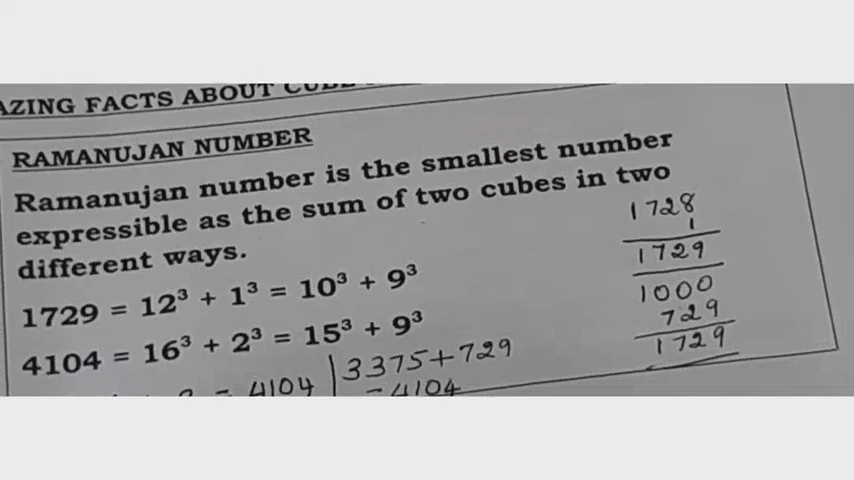 AZING FACTS ABOUT CUBE
RAMANUJAN NUMBER
Ramanujan number is the smallest number
expressible as the sum of two cubes in two
different ways.
1729 = 12³ + 1³ = 10³ + 9³
4104 = 16³ + 2³ = 15³ + 9³
1728
1
1729
1000
729
1729
= 4104
3375+729
= 4104